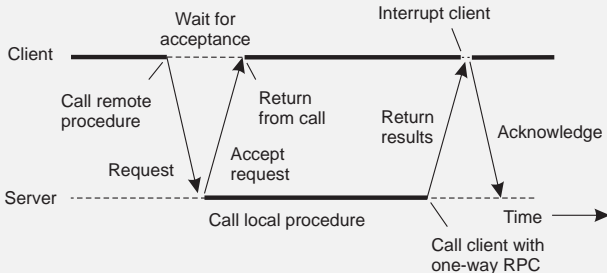 Wait for
acceptance
Interrupt client
Client
Call remote
procedure
Return
from call
Return
results
Acknowledge
Request
Accept
request
Server
Call local procedure
Time
Call client with
one-way RPC